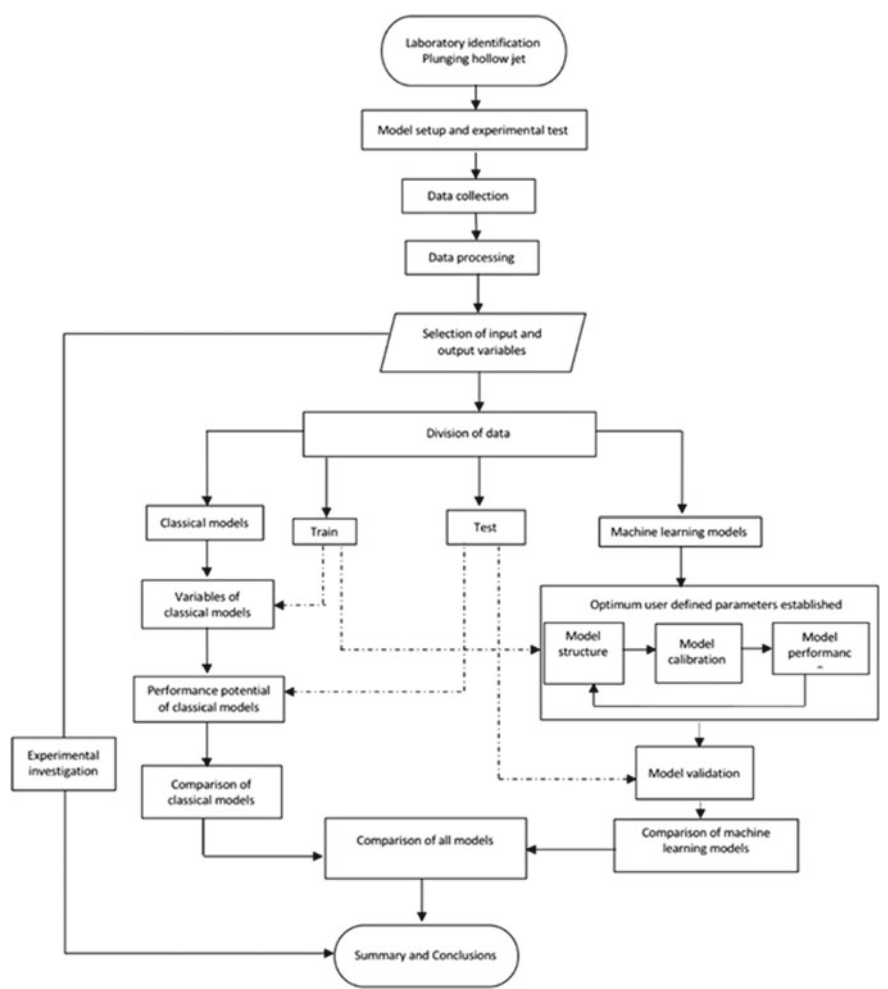 Laboratory identification
Plunging hollow jet
Model setup and experimental test
Data collection
Data processing
Selection of input and
output variables
Division of data
Classical models
Train
Test
Machine learning models
Variables of
classical models
Optimum user defined parameters established
Model
structure
Model
calibration
Model
performanc
Performance potential
of classical models
Experimental
investigation
Comparison of
classical models
Model validation
Comparison of all models
Comparison of machine
learning models
Summary and Conclusions